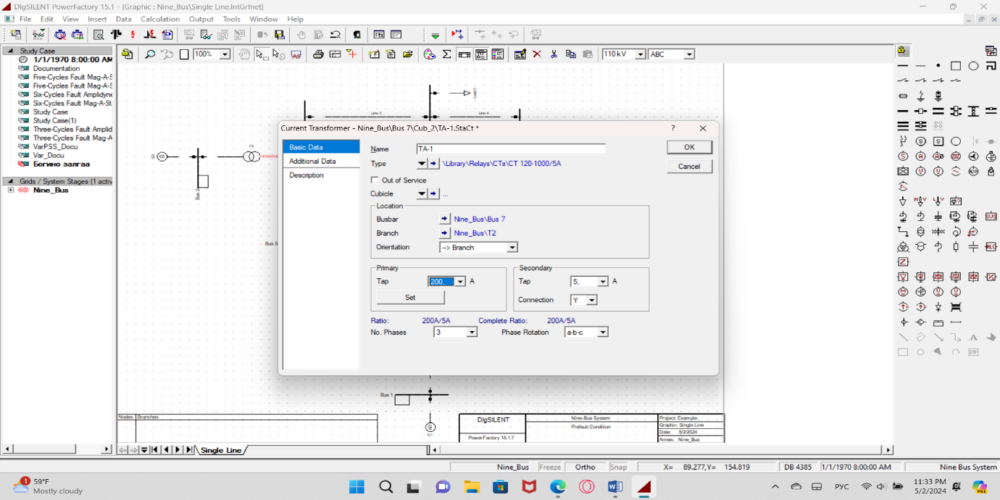 DIgSILENT PowerFactory 15.1 - [Graphic : Nine_Bus\Single Line.IntGrfnet]
File Edit View Insert Data Calculation Output Tools Window Help
100% 110 kV ABC
Study Case
1/1/1970 8:00:00 AM
Documentation
Five-Cycles Fault Mag-A-S
Five-Cycles Fault Mag-A-S
Six-Cycles Fault Amplidyne
Six-Cycles Fault Mag-A-St
Study Case
Study Case(1)
Three-Cycles Fault Amplid
Three-Cycles Fault Mag-A
VarPSS_Docu
Var_Docu
Богино залгаа
Grids / System Stages (1 activ
Nine_Bus
Load C
Line 3 Line 4
T2
G2
Bus 2
Bus 5
Current Transformer - Nine_Bus\Bus 7\Cub_2\TA-1.StaCt *
Basic Data
Additional Data
Description
Name TA-1
Type \Library\Relays\CTs\CT 120-1000/5A
Out of Service
Cubicle ...
Location
Busbar Nine_Bus\Bus 7
Branch Nine_Bus\T2
Orientation --> Branch
Primary
Tap 200, A
Set
Secondary
Tap 5, A
Connection Y
Ratio: 200A/5A Complete Ratio: 200A/5A
No. Phases 3 Phase Rotation a-b-c
OK
Cancel
Bus 1
G1
Nodes Branches
DIgSILENT
PowerFactory 15.1.7
Nine-Bus System
Prefault Condition
Project: Example
Graphic: Single Line
Date: 5/2/2024
Annex: Nine_Bus
Single Line
Nine_Bus Freeze Ortho Snap X= 89.277,Y= 154.819 DB 4385 1/1/1970 8:00:00 AM Nine Bus System
1
59°F
Mostly cloudy
РУС
11:33 PM
5/2/2024